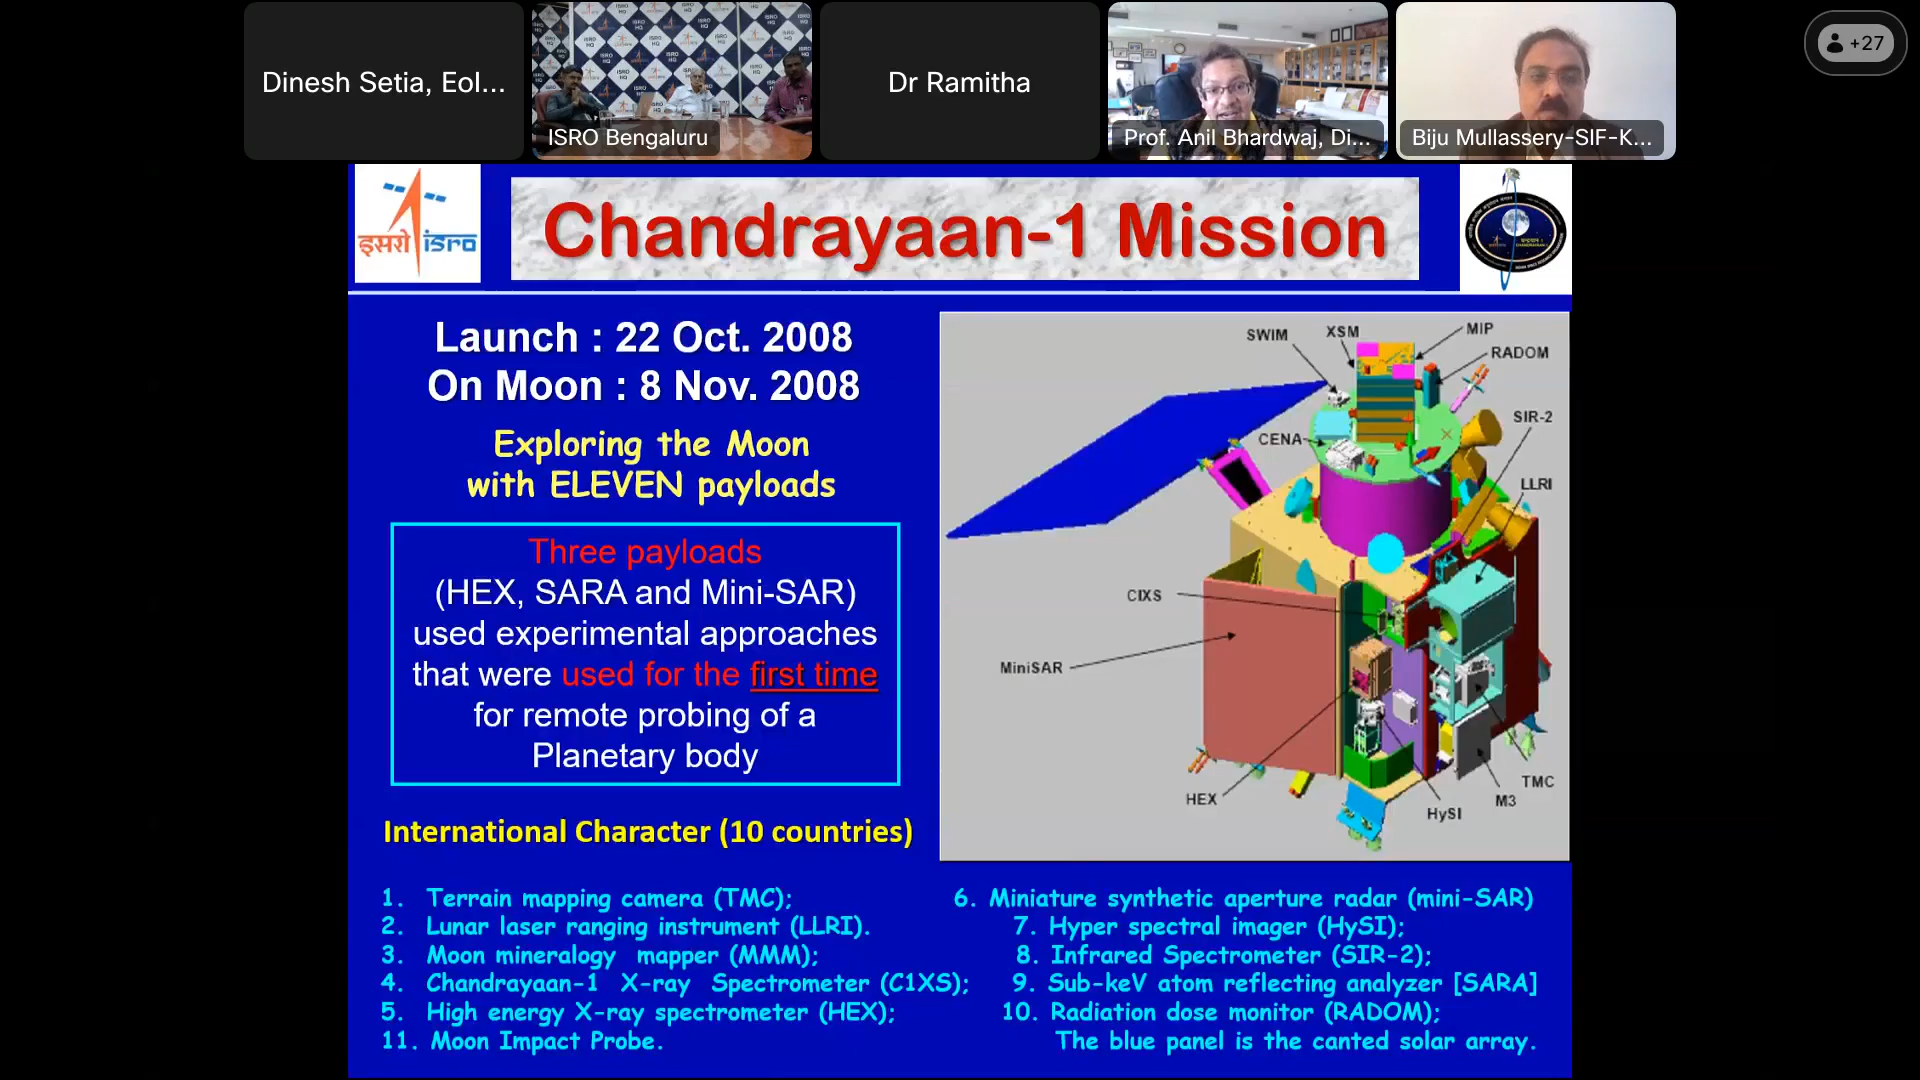 Dinesh Setia, Eol...
ISRO Bengaluru
Dr Ramitha
Prof. Anil Bhardwaj, Di...
Biju Mullassery-SIF-K...
+27
इसरो isro
Chandrayaan-1 Mission
Launch : 22 Oct. 2008
On Moon : 8 Nov. 2008
Exploring the Moon
with ELEVEN payloads
Three payloads
(HEX, SARA and Mini-SAR)
used experimental approaches
that were used for the first time
for remote probing of a
Planetary body
International Character (10 countries)
SWIM
XSM
MIP
RADOM
SIR-2
CENA
LLRI
CIXS
MiniSAR
HEX
HySI
M3
TMC
1. Terrain mapping camera (TMC);
2. Lunar laser ranging instrument (LLRI).
3. Moon mineralogy mapper (MMM);
4. Chandrayaan-1 X-ray Spectrometer (C1XS);
5. High energy X-ray spectrometer (HEX);
11. Moon Impact Probe.
6. Miniature synthetic aperture radar (mini-SAR)
7. Hyper spectral imager (HySI);
8. Infrared Spectrometer (SIR-2);
9. Sub-keV atom reflecting analyzer [SARA]
10. Radiation dose monitor (RADOM);
The blue panel is the canted solar array.